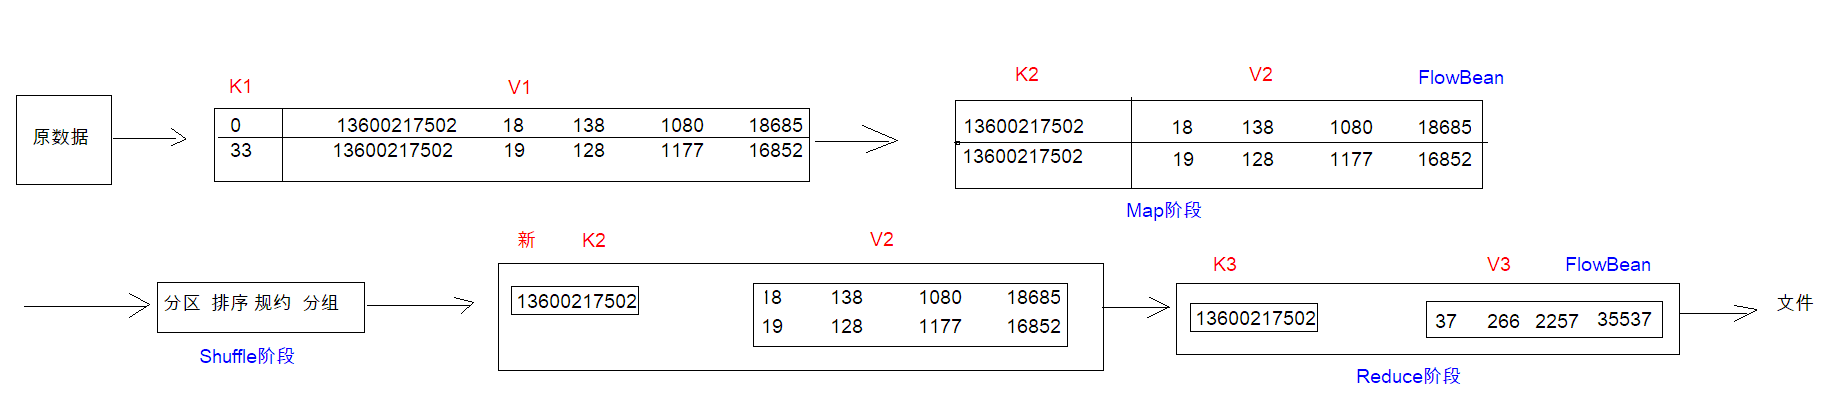 K1 V1
原数据
0 13600217502 18 138 1080 18685
33 13600217502 19 128 1177 16852
K2 V2 FlowBean
13600217502 18 138 1080 18685
13600217502 19 128 1177 16852
Map阶段
分区 排序 规约 分组
Shuffle阶段
新 K2 V2
13600217502
18 138 1080 18685
19 128 1177 16852
K3 V3 FlowBean
13600217502 37 266 2257 35537
Reduce阶段
文件